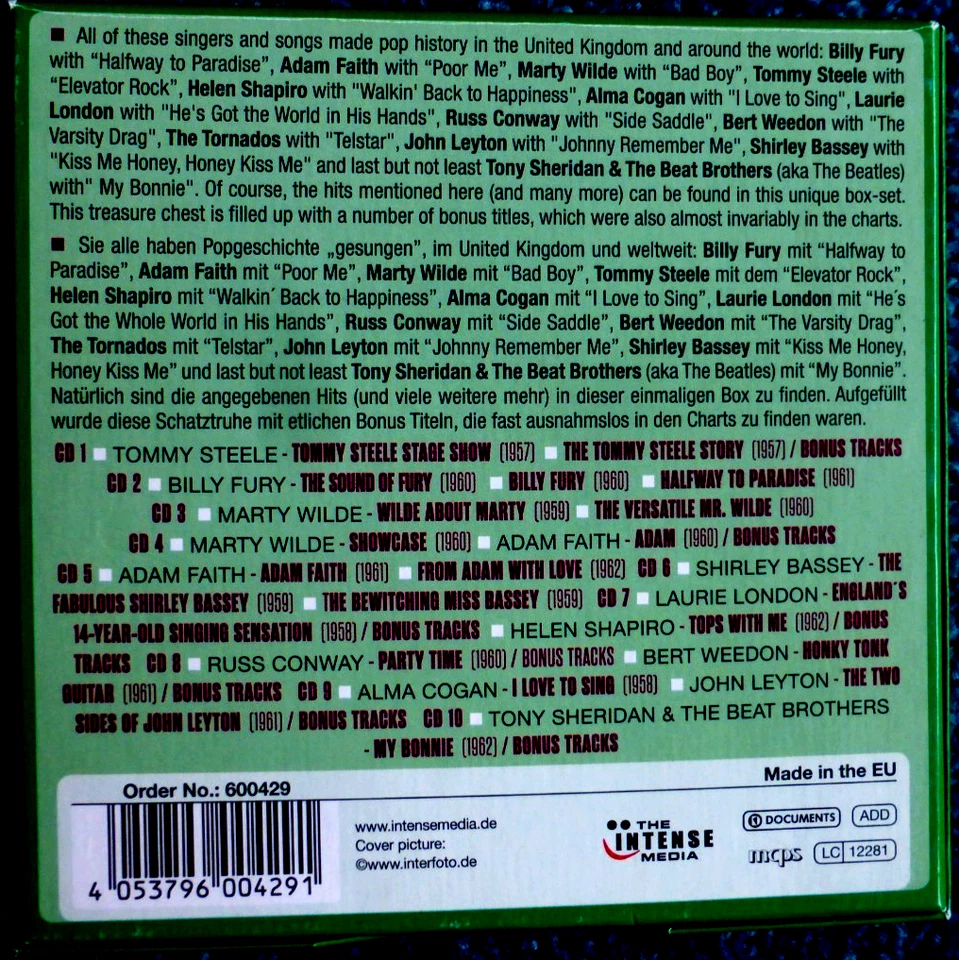 ■ All of these singers and songs made pop history in the United Kingdom and around the world: Billy Fury
with "Halfway to Paradise", Adam Faith with "Poor Me", Marty Wilde with "Bad Boy", Tommy Steele with
"Elevator Rock", Helen Shapiro with "Walkin' Back to Happiness", Alma Cogan with "I Love to Sing", Laurie
London with "He's Got the World in His Hands", Russ Conway with "Side Saddle", Bert Weedon with "The
Varsity Drag", The Tornados with "Telstar", John Leyton with "Johnny Remember Me", Shirley Bassey with
"Kiss Me Honey, Honey Kiss Me" and last but not least Tony Sheridan & The Beat Brothers (aka The Beatles)
with" My Bonnie". Of course, the hits mentioned here (and many more) can be found in this unique box-set.
This treasure chest is filled up with a number of bonus titles, which were also almost invariably in the charts.
■ Sie alle haben Popgeschichte „gesungen", im United Kingdom und weltweit: Billy Fury mit "Halfway to
Paradise", Adam Faith mit "Poor Me", Marty Wilde mit "Bad Boy", Tommy Steele mit dem "Elevator Rock",
Helen Shapiro mit "Walkin´ Back to Happiness", Alma Cogan mit "I Love to Sing", Laurie London mit "He´s
Got the Whole World in His Hands", Russ Conway mit "Side Saddle", Bert Weedon mit "The Varsity Drag",
The Tornados mit "Telstar", John Leyton mit "Johnny Remember Me", Shirley Bassey mit "Kiss Me Honey,
Honey Kiss Me" und last but not least Tony Sheridan & The Beat Brothers (aka The Beatles) mit "My Bonnie".
Natürlich sind die angegebenen Hits (und viele weitere mehr) in dieser einmaligen Box zu finden. Aufgefüllt
wurde diese Schatztruhe mit etlichen Bonus Titeln, die fast ausnahmslos in den Charts zu finden waren.
CD 1 ■ TOMMY STEELE - TOMMY STEELE STAGE SHOW (1957) ■ THE TOMMY STEELE STORY (1957) / BONUS TRACKS
CD 2 ■ BILLY FURY - THE SOUND OF FURY (1960) ■ BILLY FURY (1960) ■ HALFWAY TO PARADISE (1961)
CD 3 ■ MARTY WILDE - WILDE ABOUT MARTY (1959) ■ THE VERSATILE MR. WILDE (1960)
CD 4 ■ MARTY WILDE - SHOWCASE (1960) ■ ADAM FAITH - ADAM (1960) / BONUS TRACKS
CD 5 ■ ADAM FAITH - ADAM FAITH (1961) ■ FROM ADAM WITH LOVE (1962) CD 6 ■ SHIRLEY BASSEY - THE
FABULOUS SHIRLEY BASSEY (1959) ■ THE BEWITCHING MISS BASSEY (1959) CD 7 ■ LAURIE LONDON - ENGLAND´S
14-YEAR-OLD SINGING SENSATION (1958) / BONUS TRACKS ■ HELEN SHAPIRO - TOPS WITH ME (1962) / BONUS
TRACKS CD 8 ■ RUSS CONWAY - PARTY TIME (1960) / BONUS TRACKS ■ BERT WEEDON - HONKY TONK
GUITAR (1961) / BONUS TRACKS CD 9 ■ ALMA COGAN - I LOVE TO SING (1958) ■ JOHN LEYTON - THE TWO
SIDES OF JOHN LEYTON (1961) / BONUS TRACKS CD 10 ■ TONY SHERIDAN & THE BEAT BROTHERS
- MY BONNIE (1962) / BONUS TRACKS
Made in the EU
Order No.: 600429
4 053796 004291
www.intensemedia.de
Cover picture:
©www.interfoto.de
THE
INTENSE
MEDIA
DOCUMENTS
ADD
mcps
LC 12281